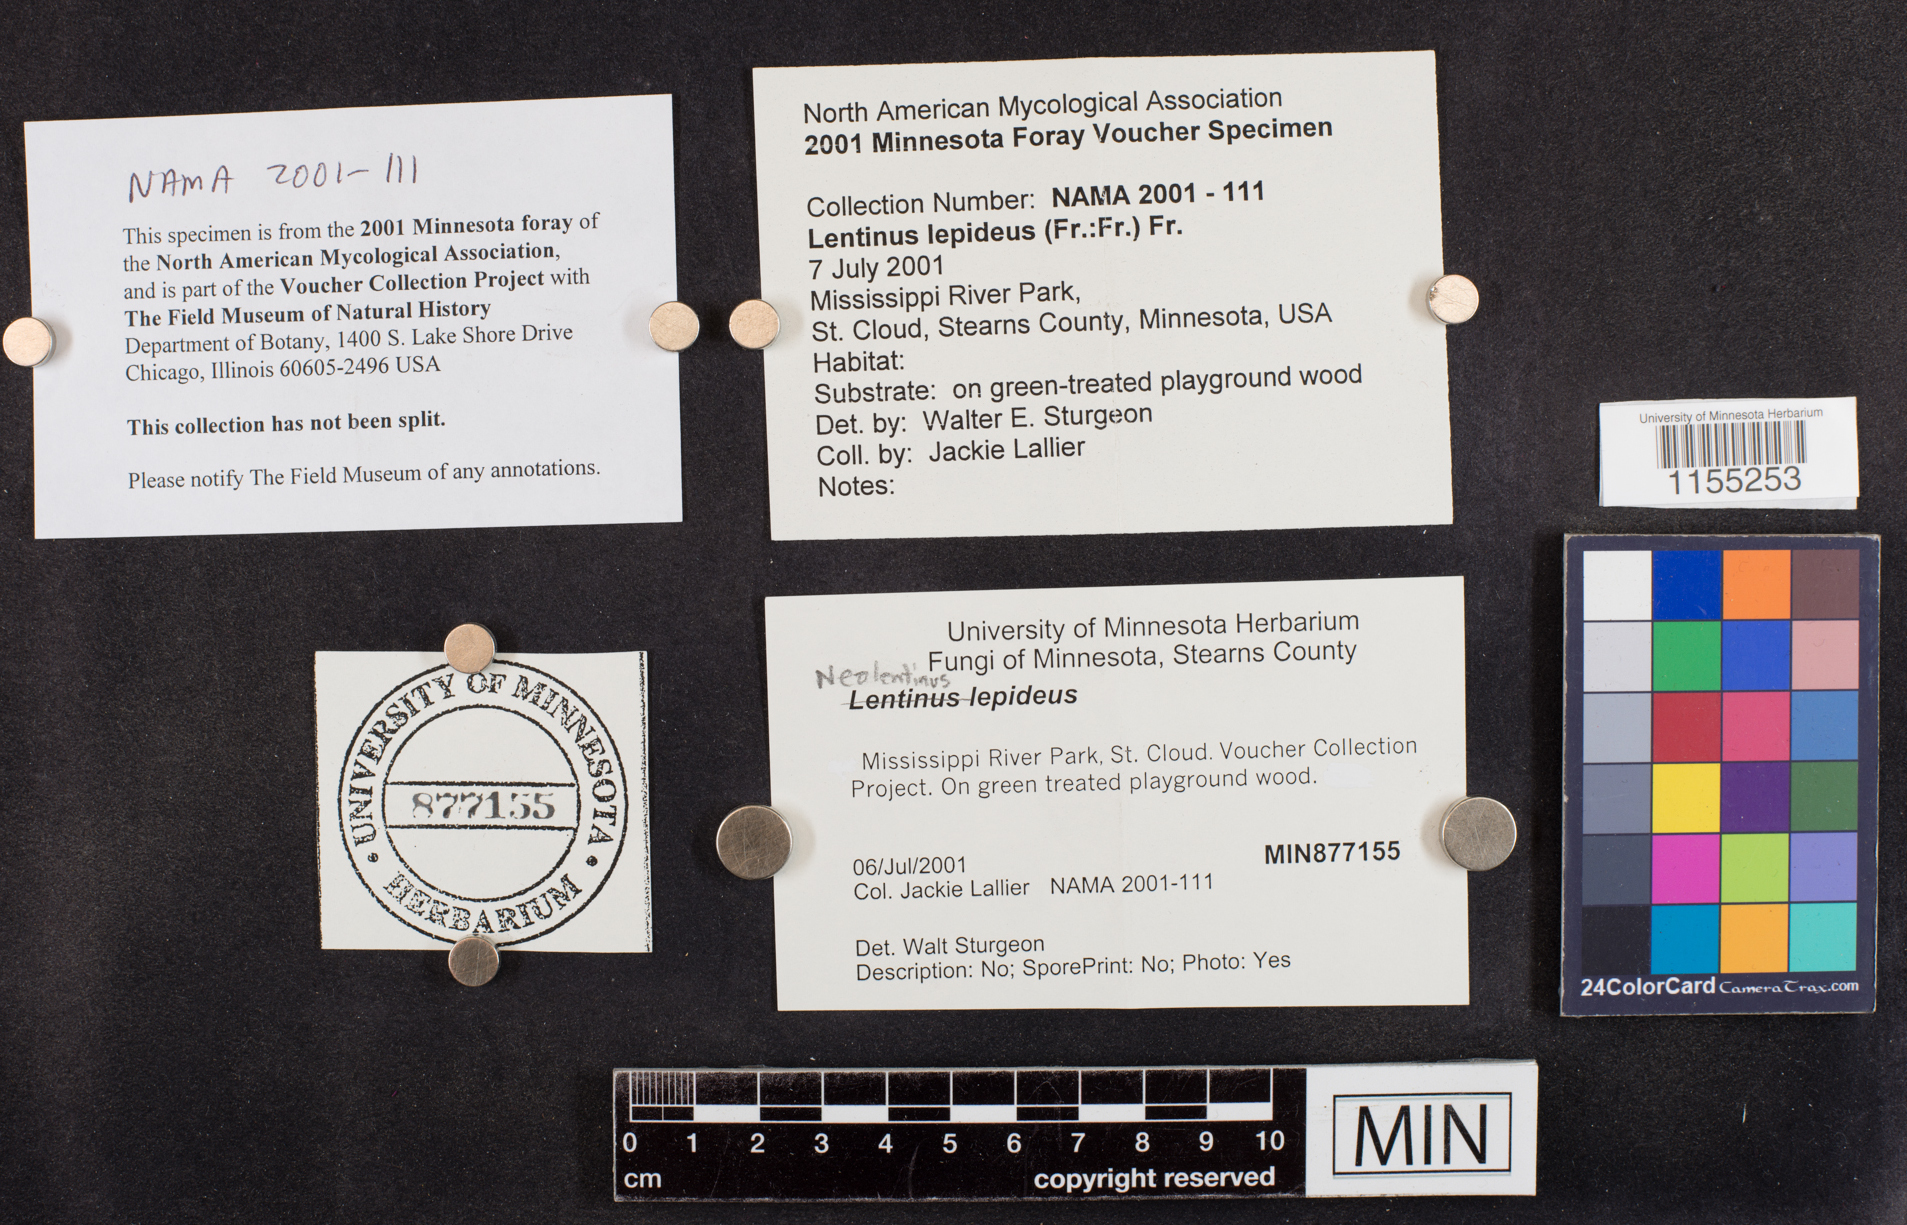 NAMA 2001-111
This specimen is from the 2001 Minnesota foray of
the North American Mycological Association,
and is part of the Voucher Collection Project with
The Field Museum of Natural History
Department of Botany, 1400 S. Lake Shore Drive
Chicago, Illinois 60605-2496 USA
This collection has not been split.
Please notify The Field Museum of any annotations.
North American Mycological Association
2001 Minnesota Foray Voucher Specimen
Collection Number: NAMA 2001 - 111
Lentinus lepideus (Fr.:Fr.) Fr.
7 July 2001
Mississippi River Park,
St. Cloud, Stearns County, Minnesota, USA
Habitat:
Substrate: on green-treated playground wood
Det. by: Walter E. Sturgeon
Coll. by: Jackie Lallier
Notes:
University of Minnesota Herbarium
1155253
UNIVERSITY OF MINNESOTA
877155
HERBARIUM
University of Minnesota Herbarium
Fungi of Minnesota, Stearns County
Neolentinus
Lentinus lepideus
Mississippi River Park, St. Cloud. Voucher Collection
Project. On green treated playground wood.
MIN877155
06/Jul/2001
Col. Jackie Lallier NAMA 2001-111
Det. Walt Sturgeon
Description: No; SporePrint: No; Photo: Yes
24ColorCard CameraTrax.com
0 1 2 3 4 5 6 7 8 9 10
cm copyright reserved
MIN